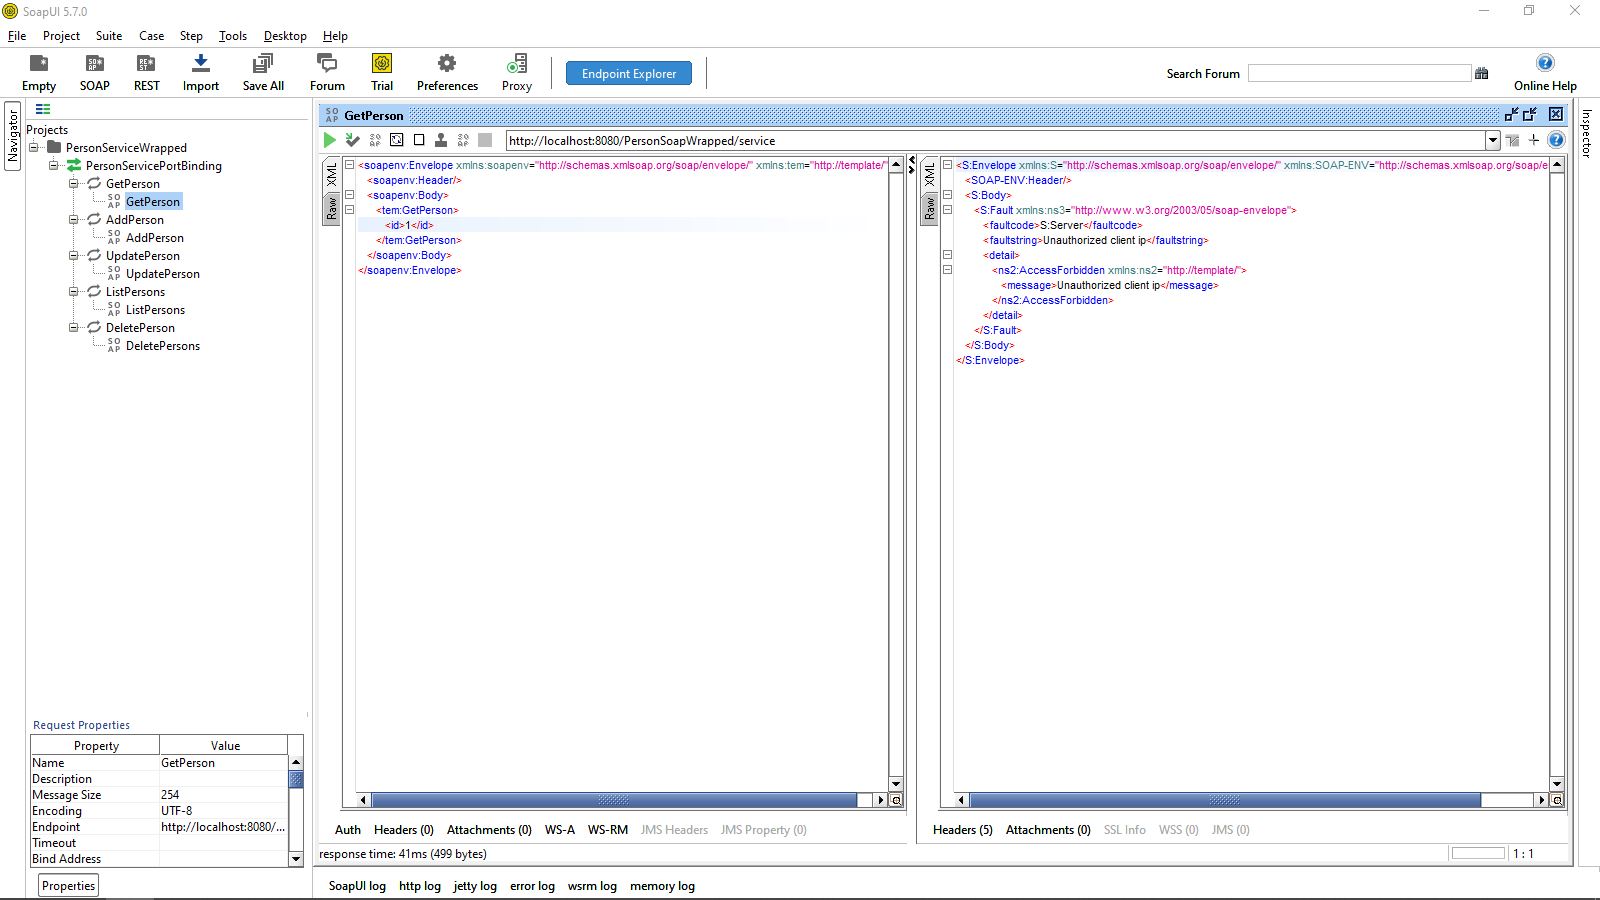 SoapUI 5.7.0
File Project Suite Case Step Tools Desktop Help
Empty SOAP REST Import Save All Forum Trial Preferences Proxy Endpoint Explorer Search Forum Online Help
Navigator
Projects
PersonServiceWrapped
PersonServicePortBinding
GetPerson
GetPerson
AddPerson
AddPerson
UpdatePerson
UpdatePerson
ListPersons
ListPersons
DeletePerson
DeletePersons
Request Properties
Property Value
Name GetPerson
Description
Message Size 254
Encoding UTF-8
Endpoint http://localhost:8080/...
Timeout
Bind Address
Properties
GetPerson
http://localhost:8080/PersonSoapWrapped/service
XML
Raw
<soapenv:Envelope xmlns:soapenv="http://schemas.xmlsoap.org/soap/envelope/" xmlns:tem="http://template/"
<soapenv:Header/>
<soapenv:Body>
<tem:GetPerson>
<id>1</id>
</tem:GetPerson>
</soapenv:Body>
</soapenv:Envelope>
Auth Headers (0) Attachments (0) WS-A WS-RM JMS Headers JMS Property (0)
XML
Raw
<S:Envelope xmlns:S="http://schemas.xmlsoap.org/soap/envelope/" xmlns:SOAP-ENV="http://schemas.xmlsoap.org/soap/e
<SOAP-ENV:Header/>
<S:Body>
<S:Fault xmlns:ns3="http://www.w3.org/2003/05/soap-envelope">
<faultcode>S:Server</faultcode>
<faultstring>Unauthorized client ip</faultstring>
<detail>
<ns2:AccessForbidden xmlns:ns2="http://template/">
<message>Unauthorized client ip</message>
</ns2:AccessForbidden>
</detail>
</S:Fault>
</S:Body>
</S:Envelope>
Headers (5) Attachments (0) SSL Info WSS (0) JMS (0)
response time: 41ms (499 bytes)
1 : 1
Inspector
SoapUI log http log jetty log error log wsrm log memory log